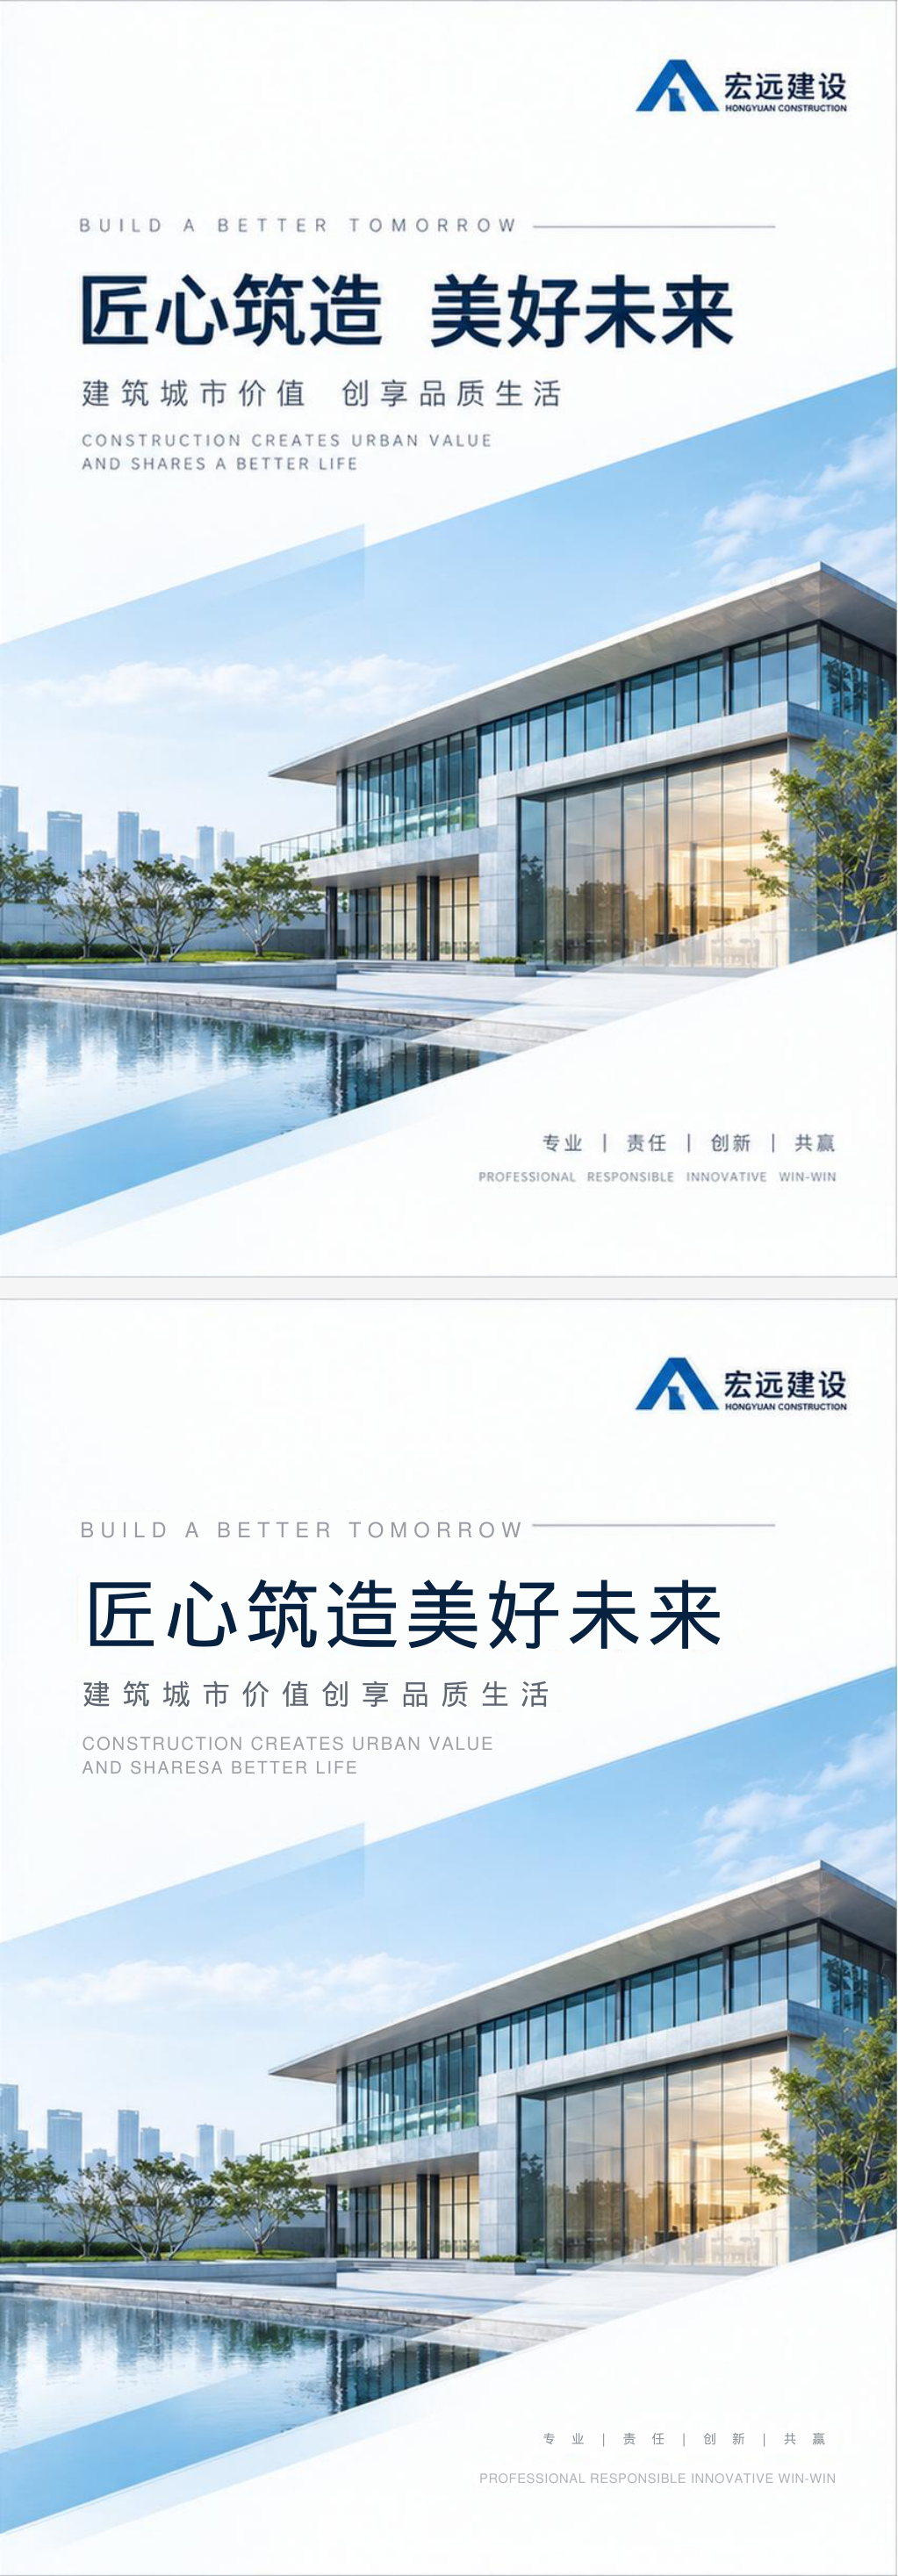 宏远建设
HONGYUAN CONSTRUCTION
BUILD A BETTER TOMORROW
匠心筑造 美好未来
建筑城市价值 创享品质生活
CONSTRUCTION CREATES URBAN VALUE
AND SHARES A BETTER LIFE
专业 | 责任 | 创新 | 共赢
PROFESSIONAL RESPONSIBLE INNOVATIVE WIN-WIN
宏远建设
HONGYUAN CONSTRUCTION
BUILD A BETTER TOMORROW
匠心筑造美好未来
建筑城市价值创享品质生活
CONSTRUCTION CREATES URBAN VALUE
AND SHARESA BETTER LIFE
专业 | 责任 | 创新 | 共赢
PROFESSIONAL RESPONSIBLE INNOVATIVE WIN-WIN